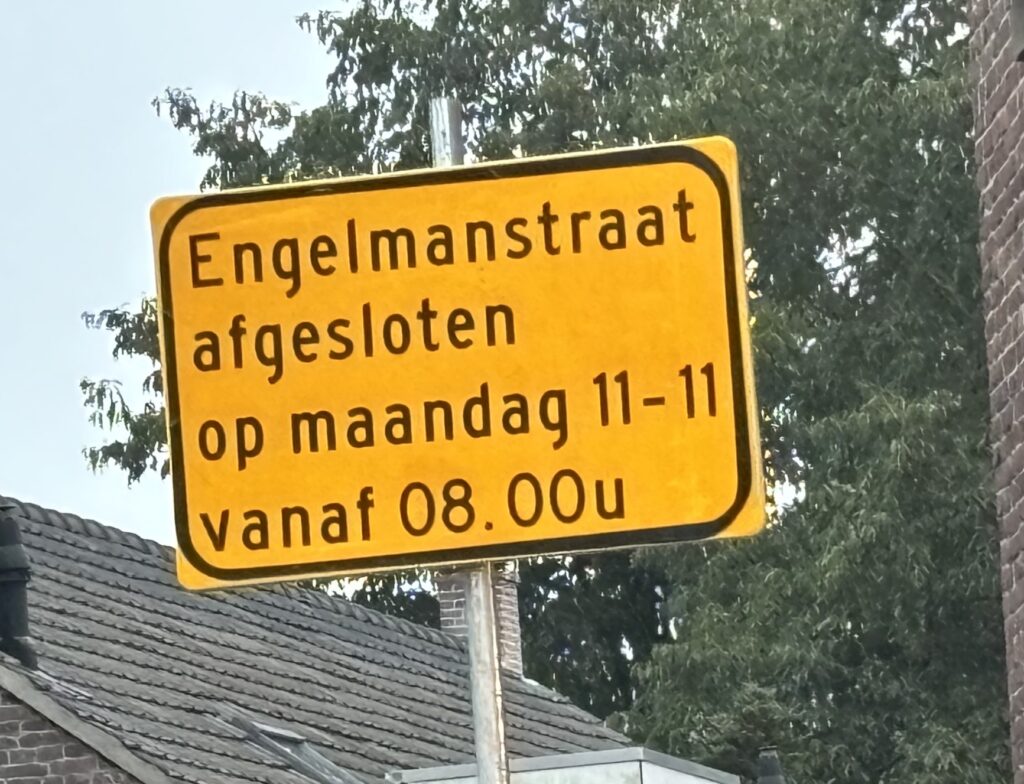 Engelmanstraat
afgesloten
op maandag 11-11
vanaf 08.00u